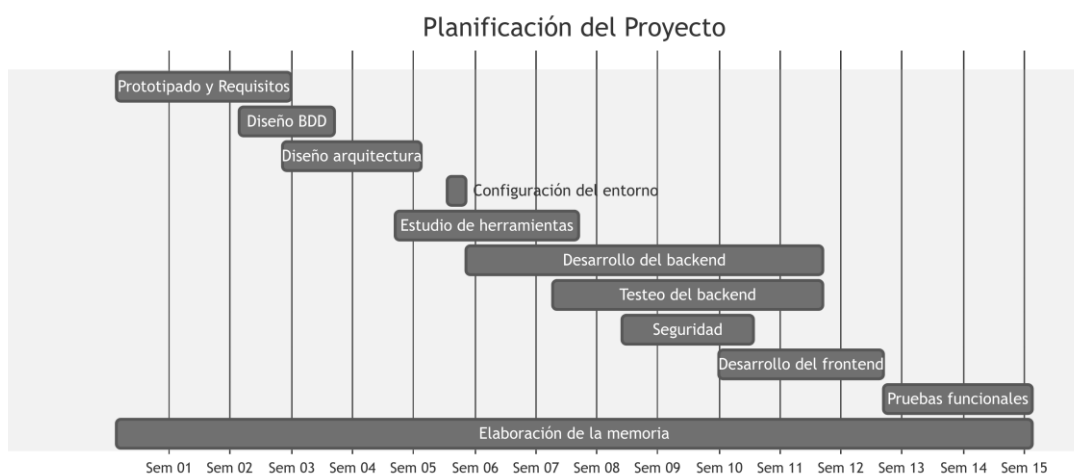 Planificación del Proyecto
Prototipado y Requisitos
Diseño BDD
Diseño arquitectura
Configuración del entorno
Estudio de herramientas
Desarrollo del backend
Testeo del backend
Seguridad
Desarrollo del frontend
Pruebas funcionales
Elaboración de la memoria
Sem 01 Sem 02 Sem 03 Sem 04 Sem 05 Sem 06 Sem 07 Sem 08 Sem 09 Sem 10 Sem 11 Sem 12 Sem 13 Sem 14 Sem 15